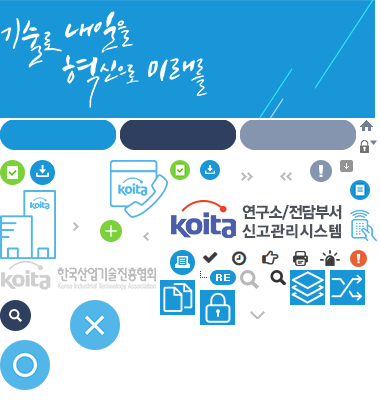 기술로 내일을
혁신으로 미래를
koita
koita
koita 연구소/전담부서
신고관리시스템
koita 한국산업기술진흥협회
Korea Industrial Technology Association
RE